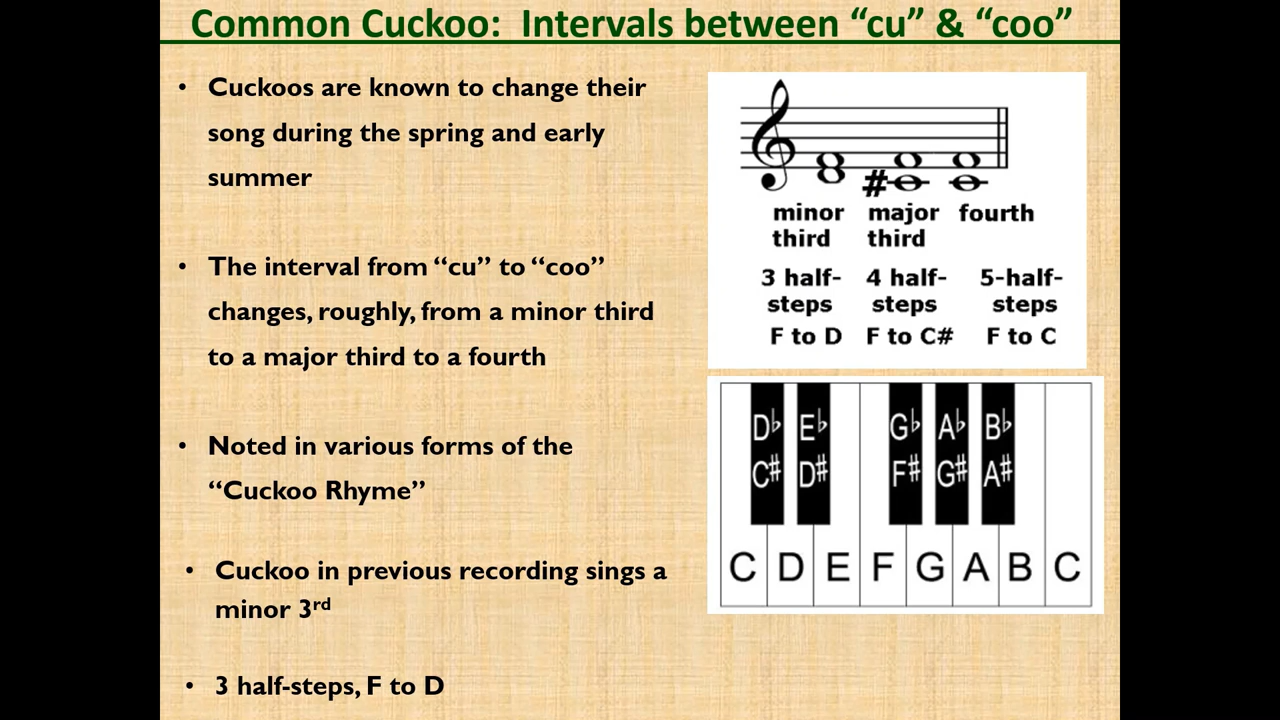 Common Cuckoo: Intervals between “cu” & “coo”
• Cuckoos are known to change their
song during the spring and early
summer
• The interval from “cu” to “coo”
changes, roughly, from a minor third
to a major third to a fourth
• Noted in various forms of the
“Cuckoo Rhyme”
• Cuckoo in previous recording sings a
minor 3rd
• 3 half-steps, F to D
#
minor major fourth
third third
3 half- 4 half- 5-half-
steps steps steps
F to D F to C# F to C
D♭ E♭ G♭ A♭ B♭
C# D# F# G# A#
C D E F G A B C